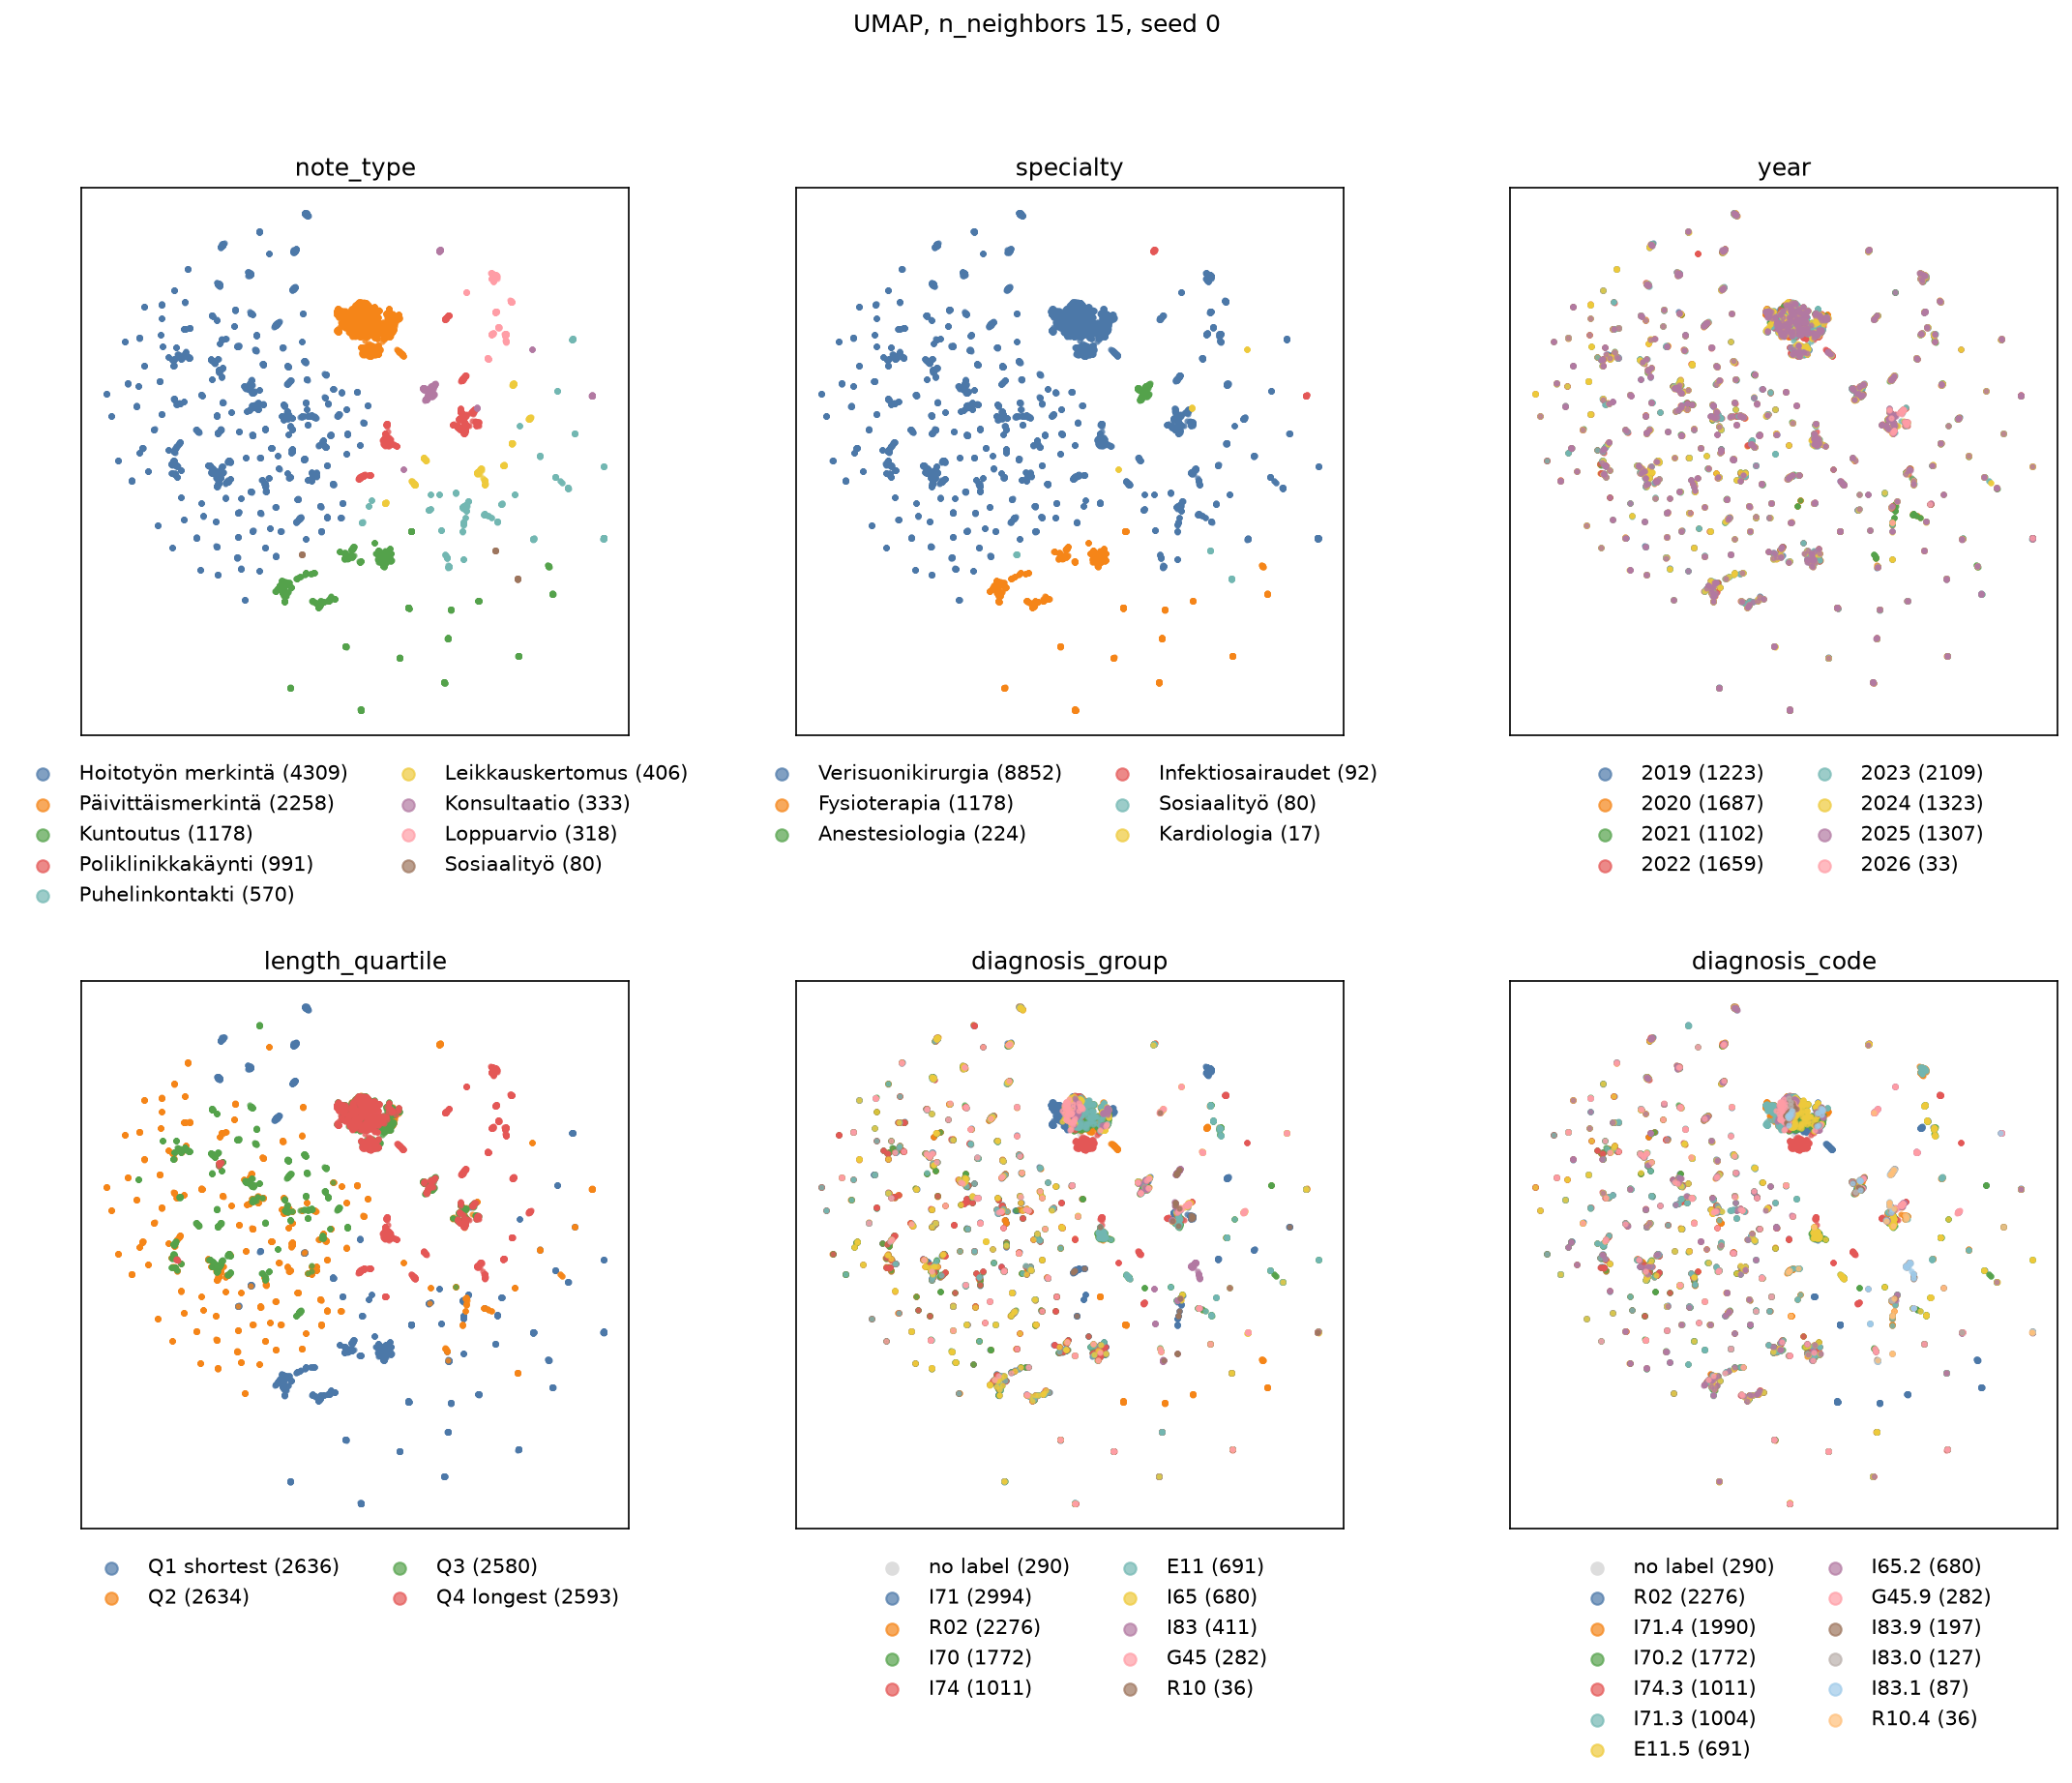 UMAP, n_neighbors 15, seed 0
note_type
specialty
year
Hoitotyön merkintä (4309)
Päivittäismerkintä (2258)
Kuntoutus (1178)
Poliklinikkakäynti (991)
Puhelinkontakti (570)
Leikkauskertomus (406)
Konsultaatio (333)
Loppuarvio (318)
Sosiaalityö (80)
Verisuonikirurgia (8852)
Fysioterapia (1178)
Anestesiologia (224)
Infektiosairaudet (92)
Sosiaalityö (80)
Kardiologia (17)
2019 (1223)
2020 (1687)
2021 (1102)
2022 (1659)
2023 (2109)
2024 (1323)
2025 (1307)
2026 (33)
length_quartile
diagnosis_group
diagnosis_code
Q1 shortest (2636)
Q2 (2634)
Q3 (2580)
Q4 longest (2593)
no label (290)
I71 (2994)
R02 (2276)
I70 (1772)
I74 (1011)
E11 (691)
I65 (680)
I83 (411)
G45 (282)
R10 (36)
no label (290)
R02 (2276)
I71.4 (1990)
I70.2 (1772)
I74.3 (1011)
I71.3 (1004)
E11.5 (691)
I65.2 (680)
G45.9 (282)
I83.9 (197)
I83.0 (127)
I83.1 (87)
R10.4 (36)